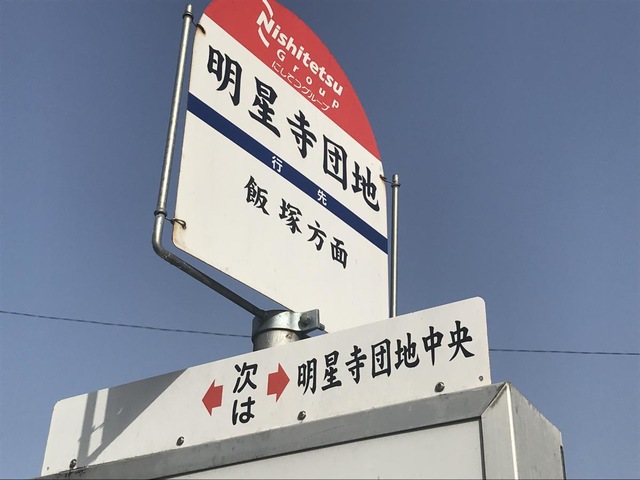 Nishitetsu
Group
にしてつグループ
明星寺団地
行先
飯塚方面
次は
明星寺団地中央